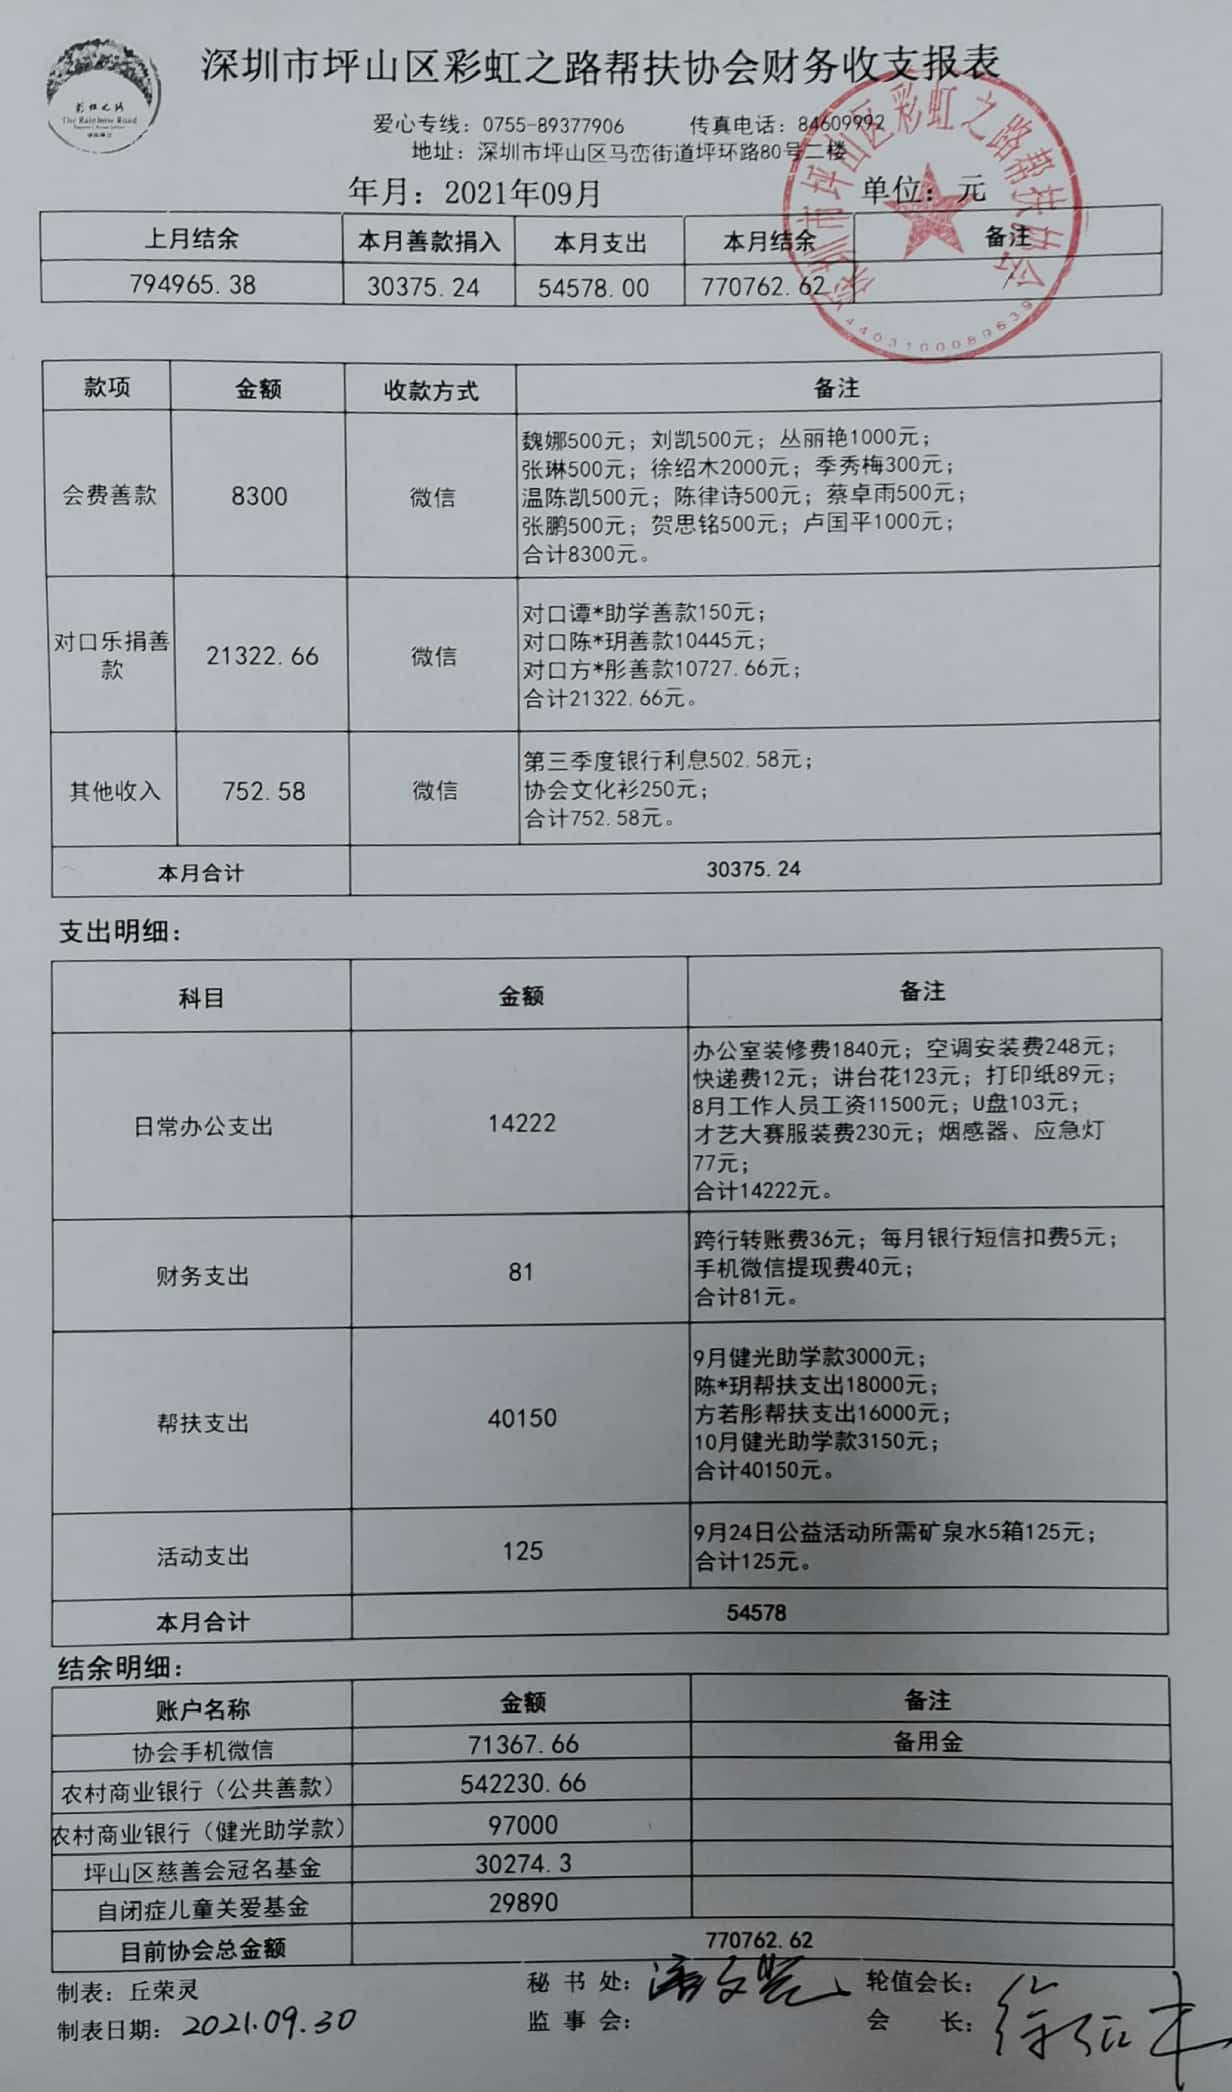 彩虹之路
The Rainbow Road
深圳市坪山区彩虹之路帮扶协会财务收支报表
爱心专线：0755-89377906 传真电话：84609992
地址：深圳市坪山区马峦街道坪环路80号二楼
年月：2021年09月 单位：元
深圳市坪山区彩虹之路帮扶协会
4403100089639
上月结余 本月善款捐入 本月支出 本月结余 备注
794965.38 30375.24 54578.00 770762.62
款项 金额 收款方式 备注
会费善款 8300 微信
魏娜500元；刘凯500元；丛丽艳1000元；
张琳500元；徐绍木2000元；季秀梅300元；
温陈凯500元；陈律诗500元；蔡卓雨500元；
张鹏500元；贺思铭500元；卢国平1000元；
合计8300元。
对口乐捐善
款
21322.66 微信
对口谭*助学善款150元；
对口陈*玥善款10445元；
对口方*彤善款10727.66元；
合计21322.66元。
其他收入 752.58 微信
第三季度银行利息502.58元；
协会文化衫250元；
合计752.58元。
本月合计 30375.24
支出明细：
科目 金额 备注
日常办公支出 14222
办公室装修费1840元；空调安装费248元；
快递费12元；讲台花123元；打印纸89元；
8月工作人员工资11500元；U盘103元；
才艺大赛服装费230元；烟感器、应急灯
77元；
合计14222元。
财务支出 81
跨行转账费36元；每月银行短信扣费5元；
手机微信提现费40元；
合计81元。
帮扶支出 40150
9月健光助学款3000元；
陈*玥帮扶支出18000元；
方若彤帮扶支出16000元；
10月健光助学款3150元；
合计40150元。
活动支出 125
9月24日公益活动所需矿泉水5箱125元；
合计125元。
本月合计 54578
结余明细：
账户名称 金额 备注
协会手机微信 71367.66 备用金
农村商业银行（公共善款） 542230.66
农村商业银行（健光助学款） 97000
坪山区慈善会冠名基金 30274.3
自闭症儿童关爱基金 29890
目前协会总金额 770762.62
制表：丘荣灵 秘书处： 轮值会长：
制表日期：2021.09.30 监事会： 会长：徐绍木